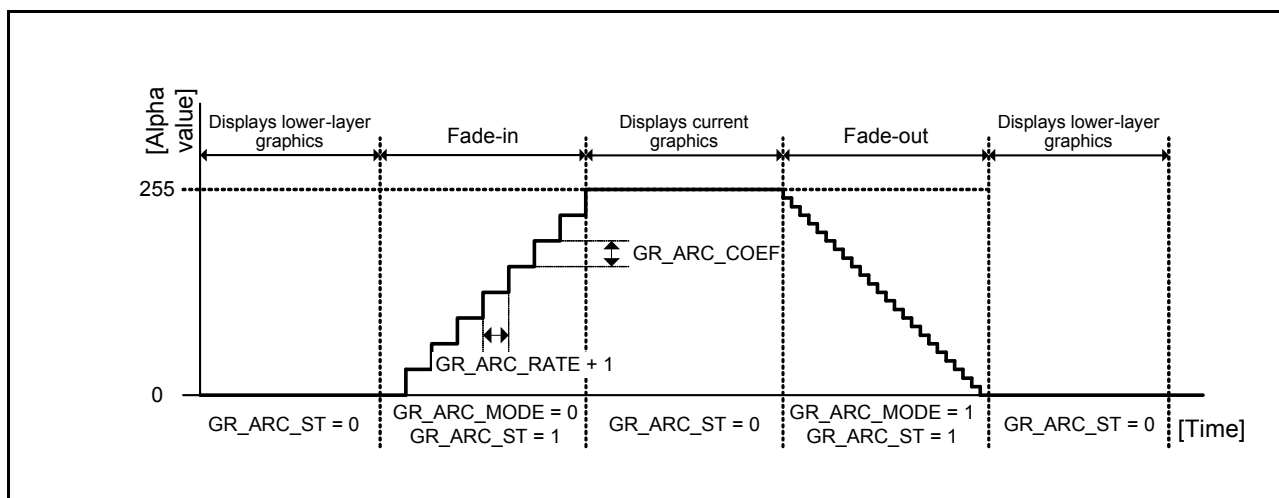 [Alpha
value]
Displays lower-layer
graphics
Fade-in
Displays current
graphics
Fade-out
Displays lower-layer
graphics
255
GR_ARC_COEF
GR_ARC_RATE + 1
0
GR_ARC_ST = 0
GR_ARC_MODE = 0
GR_ARC_ST = 1
GR_ARC_ST = 0
GR_ARC_MODE = 1
GR_ARC_ST = 1
GR_ARC_ST = 0
[Time]